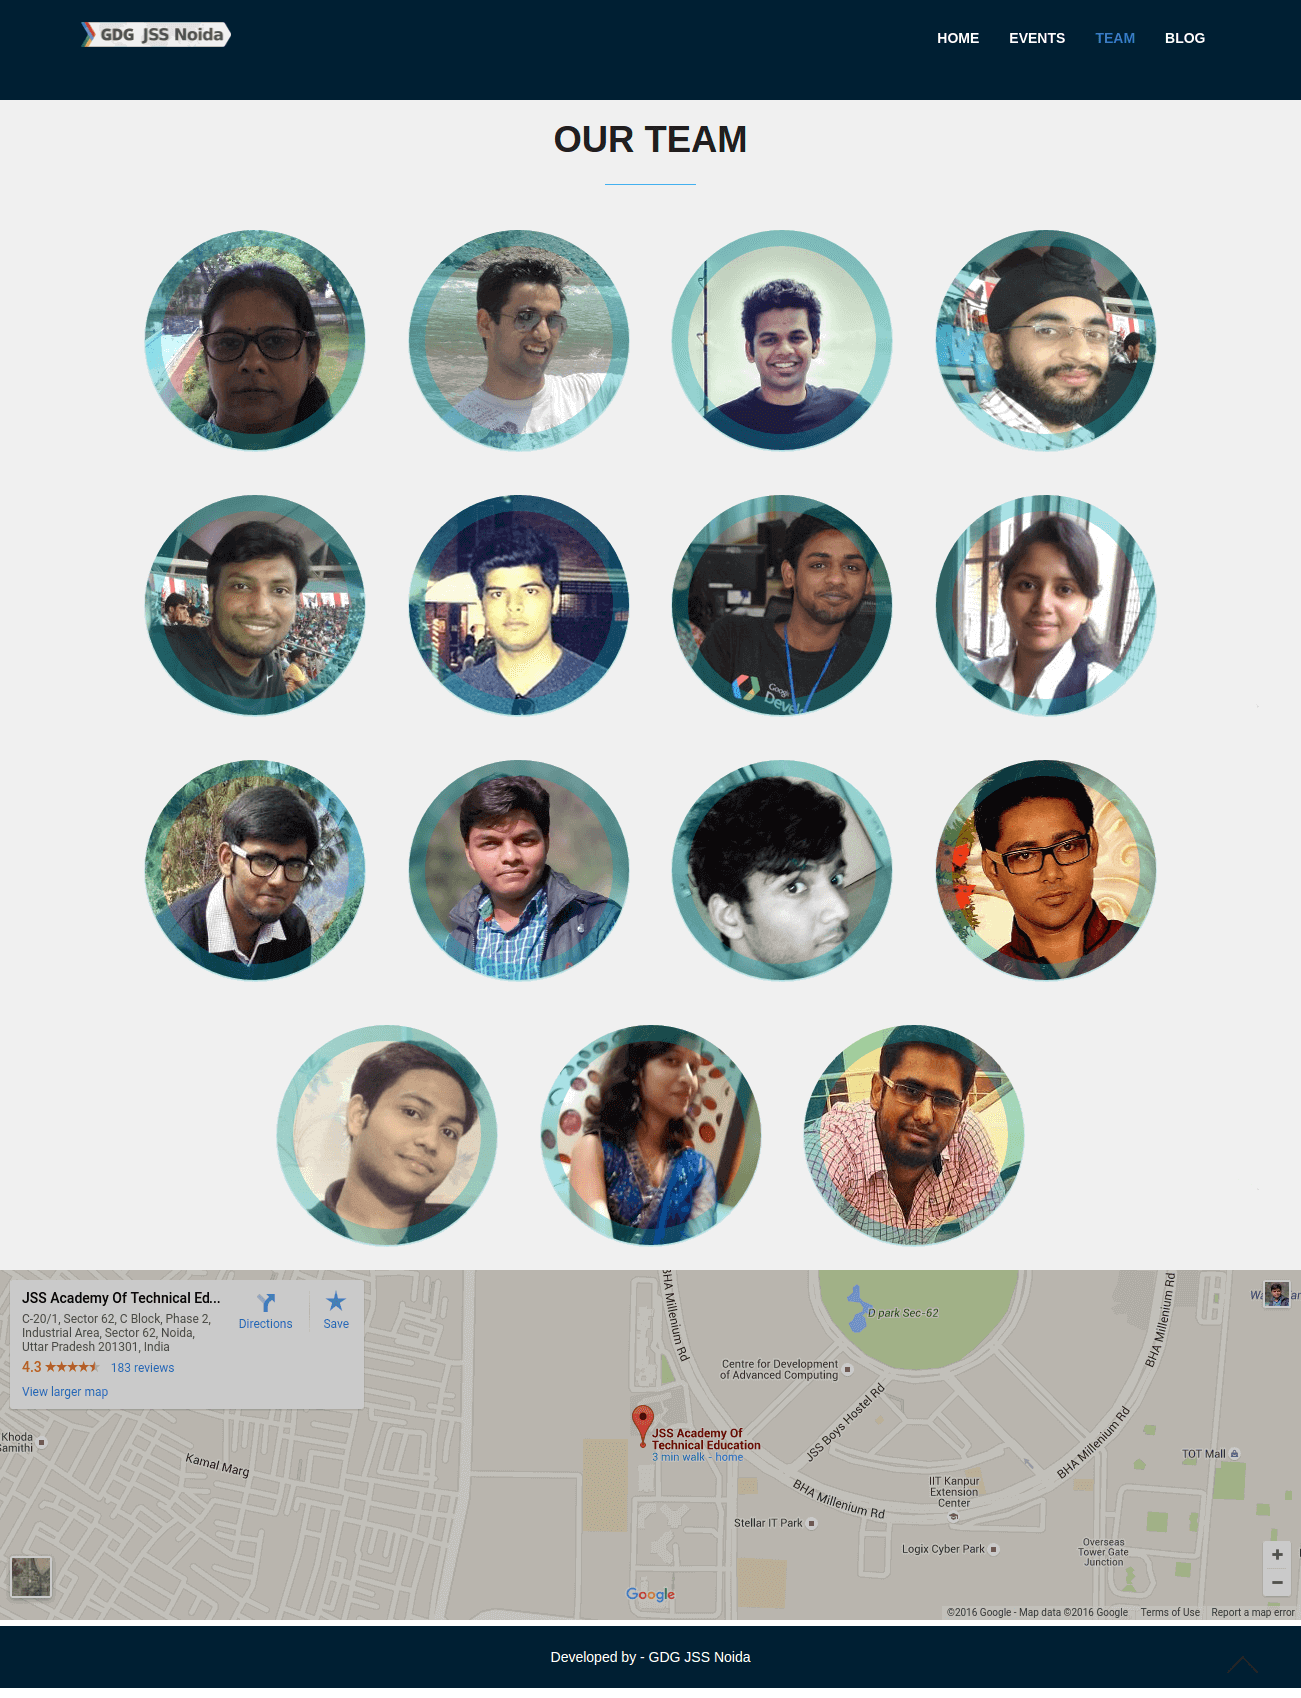 GDG JSS Noida
HOME EVENTS TEAM BLOG
OUR TEAM
Google
JSS Academy Of Technical Ed...
C-20/1, Sector 62, C Block, Phase 2,
Industrial Area, Sector 62, Noida,
Uttar Pradesh 201301, India
4.3 183 reviews
View larger map
Directions
Save
BHA Millenium Rd
D park Sec-62
BHA Millenium Rd
Centre for Development
of Advanced Computing
JSS Boys Hostel Rd
JSS Academy Of
Technical Education
3 min walk - home
BHA Millenium Rd
Khoda
Kamal Marg
TOT Mall
BHA Millenium Rd
IIT Kanpur
Extension
Center
Stellar IT Park
Logix Cyber Park
Overseas
Tower Gate
Junction
Google
©2016 Google - Map data ©2016 Google Terms of Use Report a map error
Developed by - GDG JSS Noida